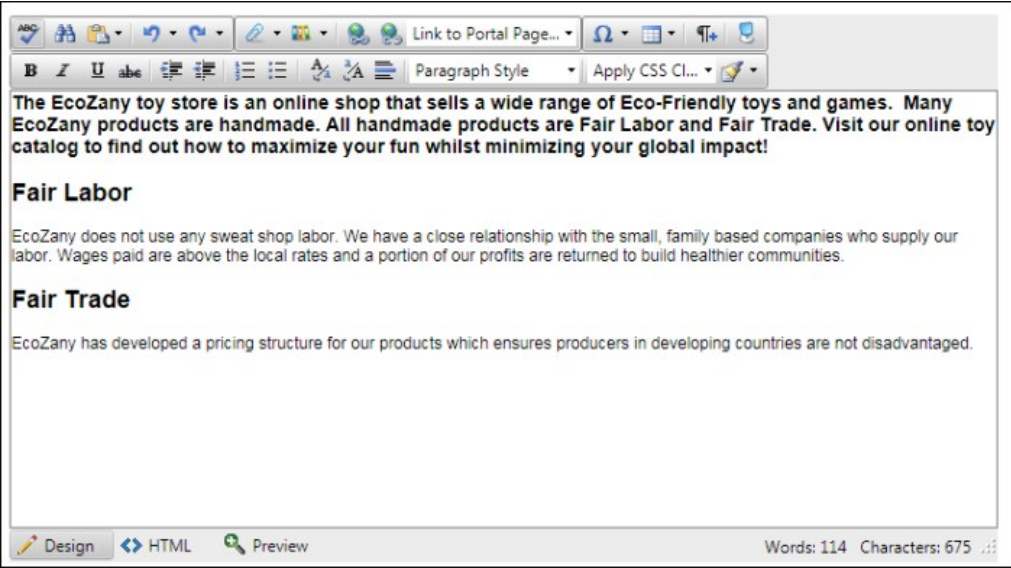 ABC Link to Portal Page... Ω
B I U abc Paragraph Style Apply CSS Cl...
The EcoZany toy store is an online shop that sells a wide range of Eco-Friendly toys and games.  Many
EcoZany products are handmade. All handmade products are Fair Labor and Fair Trade. Visit our online toy
catalog to find out how to maximize your fun whilst minimizing your global impact!
Fair Labor
EcoZany does not use any sweat shop labor. We have a close relationship with the small, family based companies who supply our
labor. Wages paid are above the local rates and a portion of our profits are returned to build healthier communities.
Fair Trade
EcoZany has developed a pricing structure for our products which ensures producers in developing countries are not disadvantaged.
Design HTML Preview Words: 114 Characters: 675